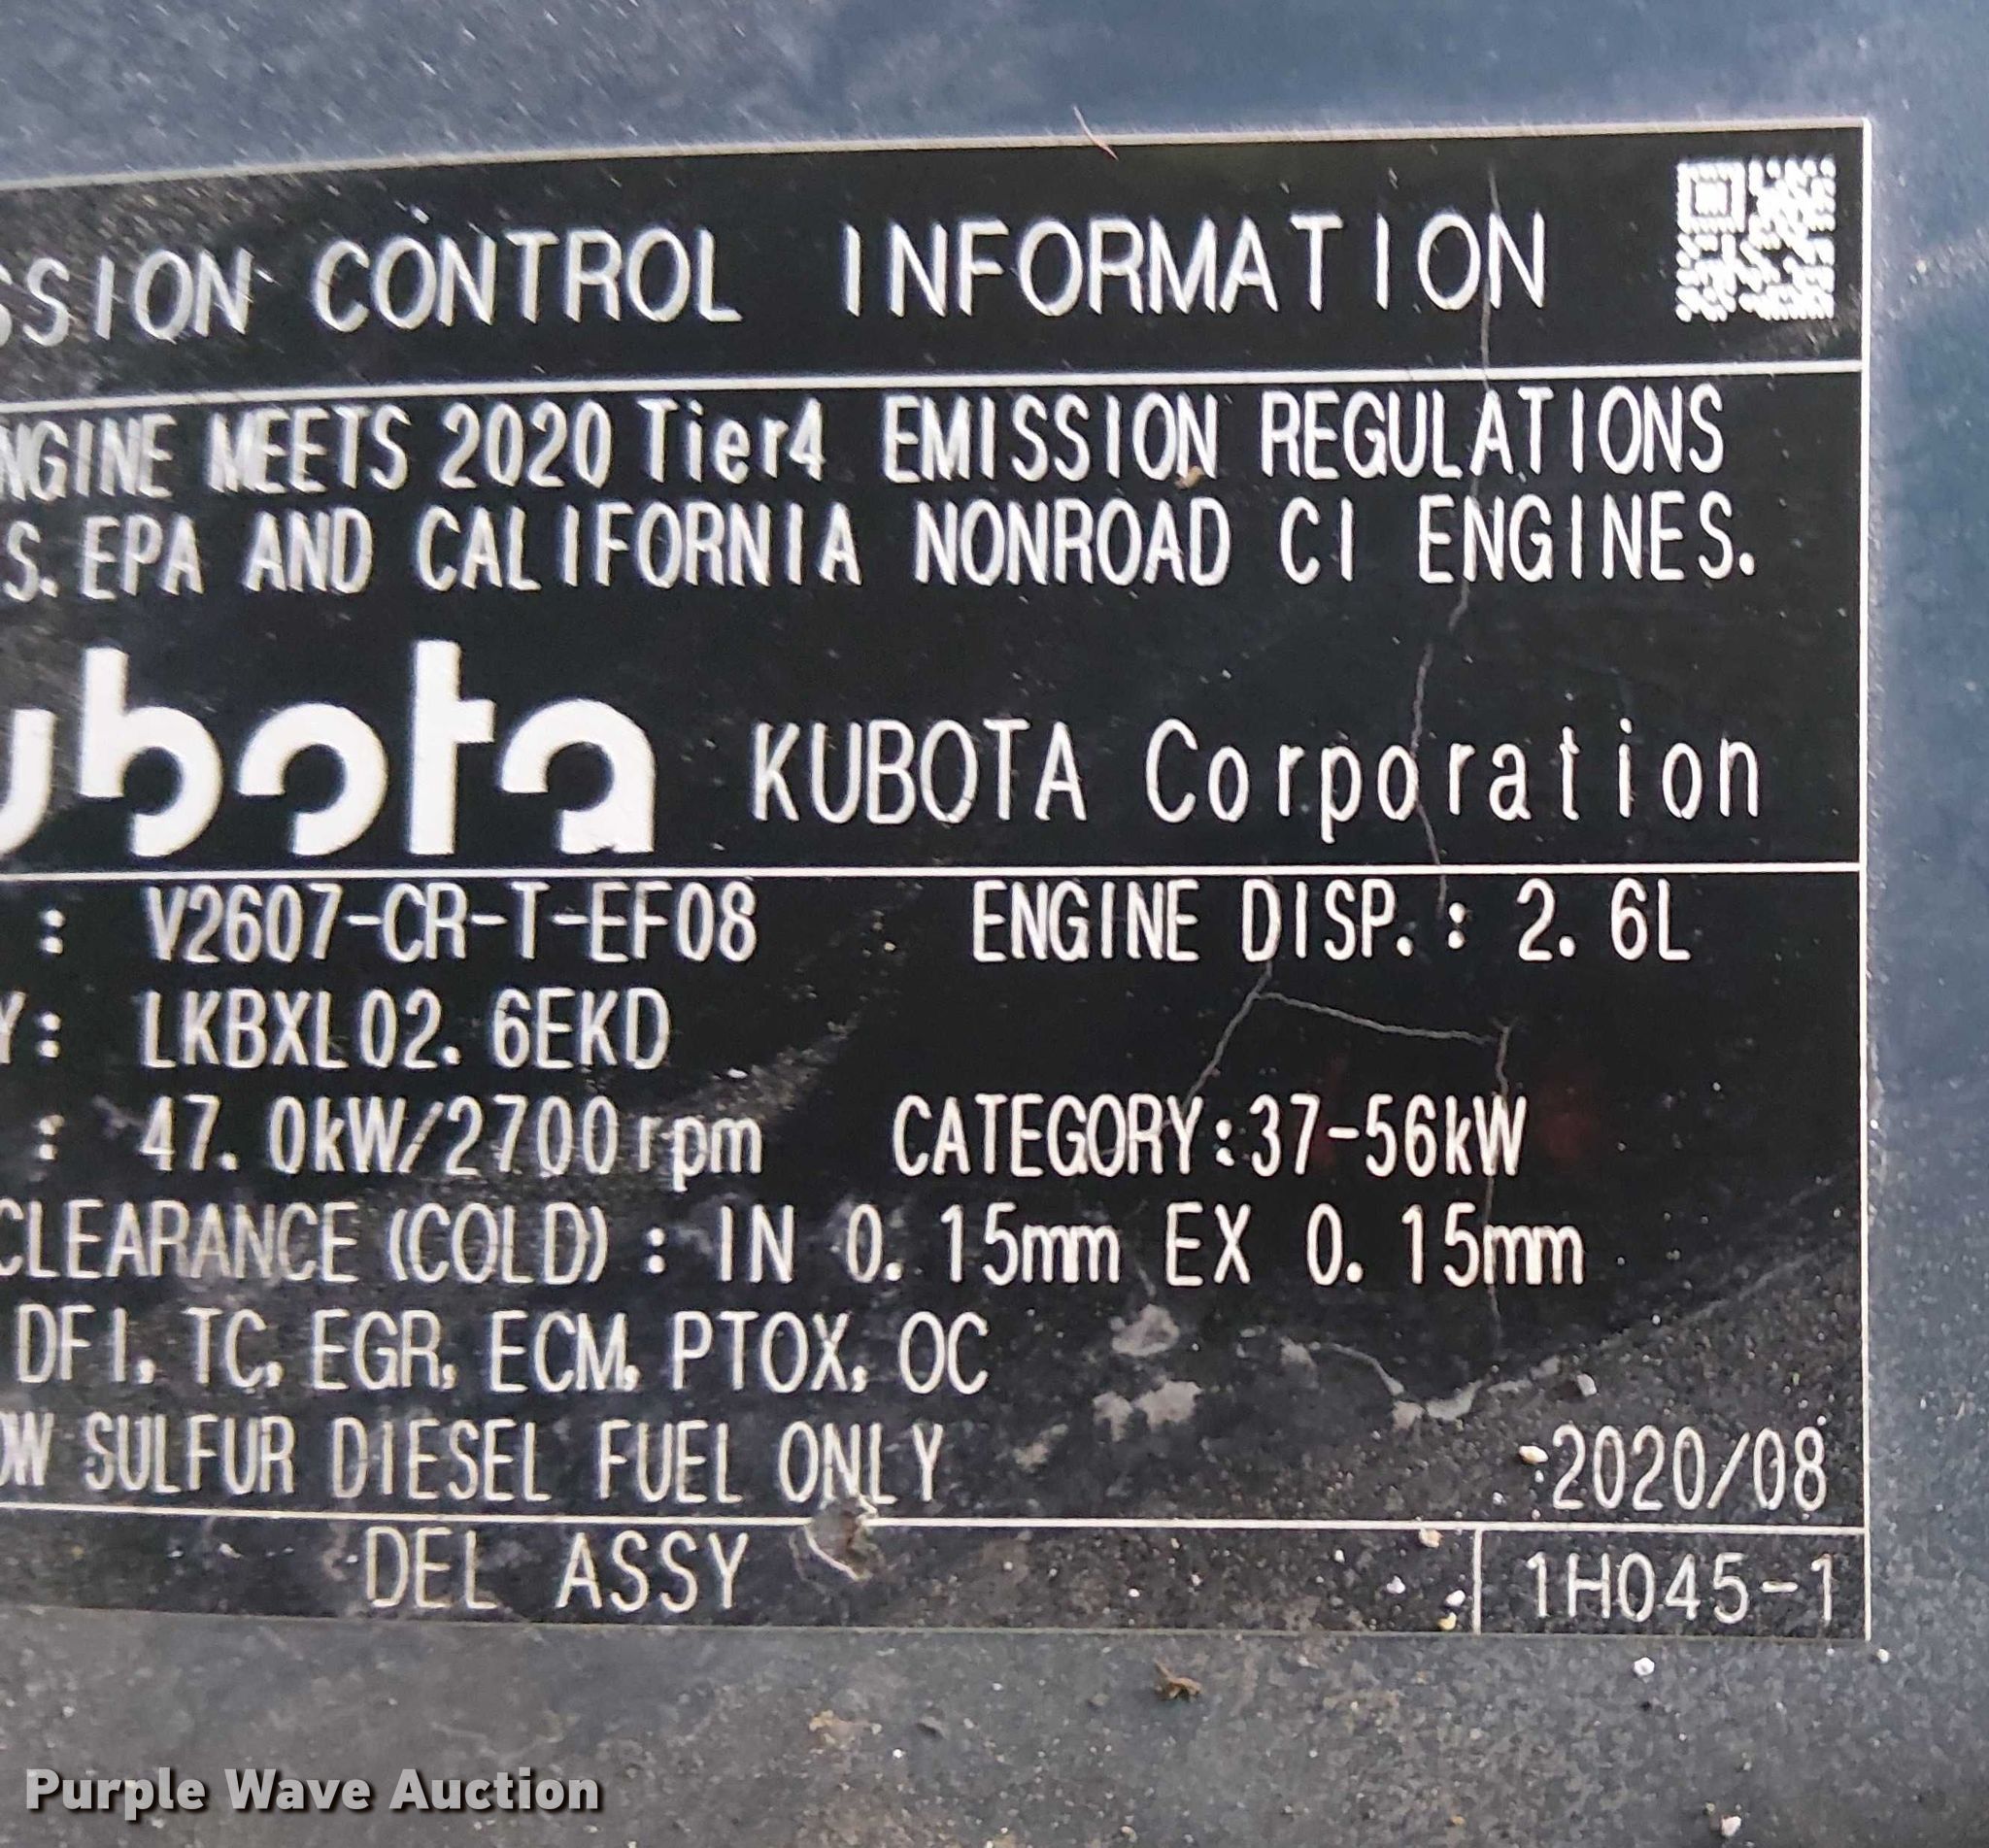 SSION CONTROL INFORMATION
NGINE MEETS 2020 Tier4 EMISSION REGULATIONS
S. EPA AND CALIFORNIA NONROAD CI ENGINES.
ubota KUBOTA Corporation
: V2607-CR-T-EF08 ENGINE DISP.: 2.6L
Y: LKBXL02.6EKD
: 47.0kW/2700rpm CATEGORY:37-56kW
CLEARANCE (COLD) : IN 0.15mm EX 0.15mm
DFI, TC, EGR, ECM, PTOX, OC
OW SULFUR DIESEL FUEL ONLY 2020/08
DEL ASSY 1H045-1
Purple Wave Auction